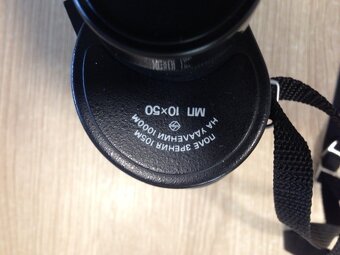 МП 10×50
НА УДАЛЕНИИ 1000М
ПОЛЕ ЗРЕНИЯ 105М